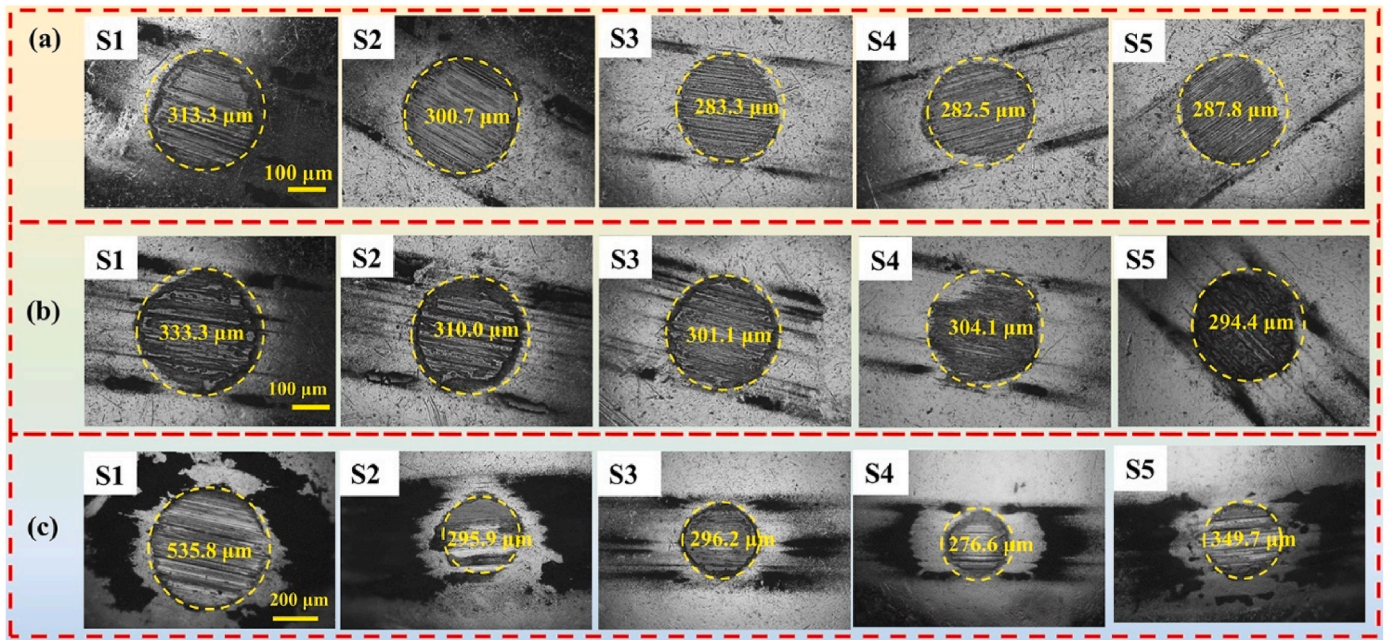 (a)
S1
S2
S3
S4
S5
313.3 μm
300.7 μm
283.3 μm
282.5 μm
287.8 μm
100 μm
(b)
S1
S2
S3
S4
S5
333.3 μm
310.0 μm
301.1 μm
304.1 μm
294.4 μm
100 μm
(c)
S1
S2
S3
S4
S5
535.8 μm
295.9 μm
296.2 μm
276.6 μm
349.7 μm
200 μm